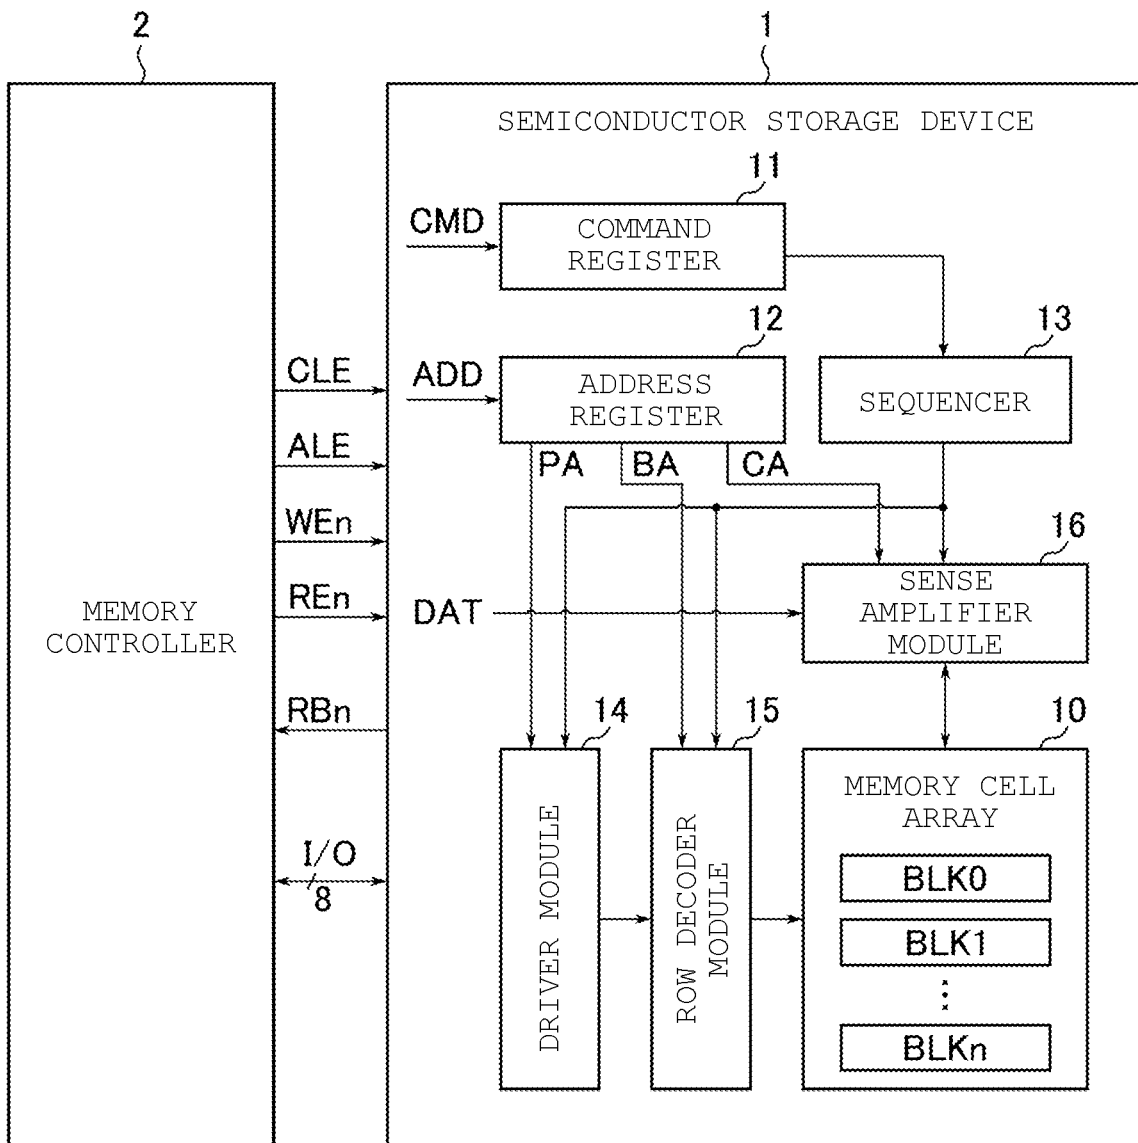 2
1
SEMICONDUCTOR STORAGE DEVICE
11
CMD
COMMAND
REGISTER
12
13
CLE
ADD
ADDRESS
REGISTER
SEQUENCER
ALE
PA
BA
CA
WEn
16
MEMORY
CONTROLLER
REn
DAT
SENSE
AMPLIFIER
MODULE
RBn
14
15
10
DRIVER MODULE
ROW DECODER
MODULE
MEMORY CELL
ARRAY
I/O
8
BLK0
BLK1
BLKn